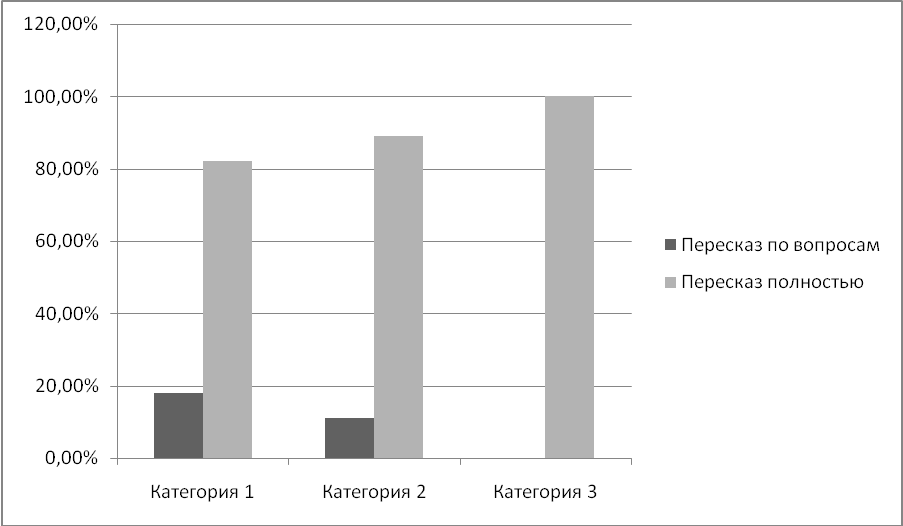 120,00%
100,00%
80,00%
60,00%
40,00%
20,00%
0,00%
Категория 1
Категория 2
Категория 3
Пересказ по вопросам
Пересказ полностью